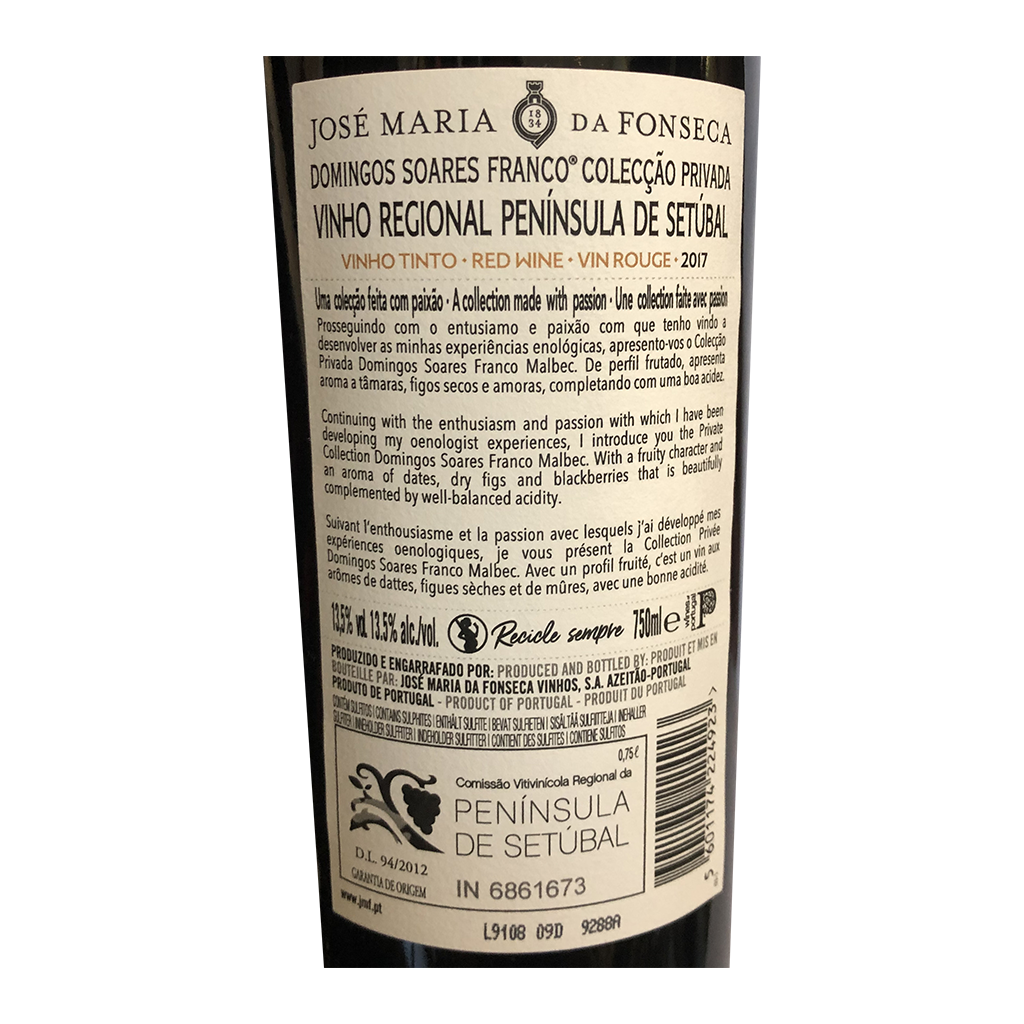 JOSÉ MARIA 1834 DA FONSECA
DOMINGOS SOARES FRANCO® COLECÇÃO PRIVADA
VINHO REGIONAL PENÍNSULA DE SETÚBAL
VINHO TINTO · RED WINE · VIN ROUGE · 2017
Uma colecção feita com paixão · A collection made with passion · Une collection faite avec passion
Prosseguindo com o entusiamo e paixão com que tenho vindo a
desenvolver as minhas experiências enológicas, apresento-vos o Colecção
Privada Domingos Soares Franco Malbec. De perfil frutado, apresenta
aroma a tâmaras, figos secos e amoras, completando com uma boa acidez.
Continuing with the enthusiasm and passion with which I have been
developing my oenologist experiences, I introduce you the Private
Collection Domingos Soares Franco Malbec. With a fruity character and
an aroma of dates, dry figs and blackberries that is beautifully
complemented by well-balanced acidity.
Suivant l'enthousiasme et la passion avec lesquels j'ai développé mes
expériences oenologiques, je vous présent la Collection Privée
Domingos Soares Franco Malbec. Avec un profil fruité, c'est un vin aux
arômes de dattes, figues sèches et de mûres, avec une bonne acidité.
13,5% vol. 13.5% alc./vol. Recicle sempre 750ml e wines of portugal
PRODUZIDO E ENGARRAFADO POR: PRODUCED AND BOTTLED BY: PRODUIT ET MIS EN
BOUTEILLE PAR: JOSÉ MARIA DA FONSECA VINHOS, S.A. AZEITÃO-PORTUGAL
PRODUTO DE PORTUGAL - PRODUCT OF PORTUGAL - PRODUIT DU PORTUGAL
CONTÉM SULFITOS | CONTAINS SULPHITES | ENTHÄLT SULFITE | BEVAT SULFIETEN | SISÄLTÄÄ SULFIITTEJA | INEHALLER
SULFITER | INNEHOLDER SULFFITER | INDEHOLDER SULFITTER | CONTIENT DES SULFITES | CONTIENE SULFITOS
0,75 ℓ
Comissão Vitivinícola Regional da
PENÍNSULA
DE SETÚBAL
D.L. 94/2012
GARANTIA DE ORIGEM
IN 6861673
www.jmf.pt
5 601174 224923 >
L9108 09D 9288A